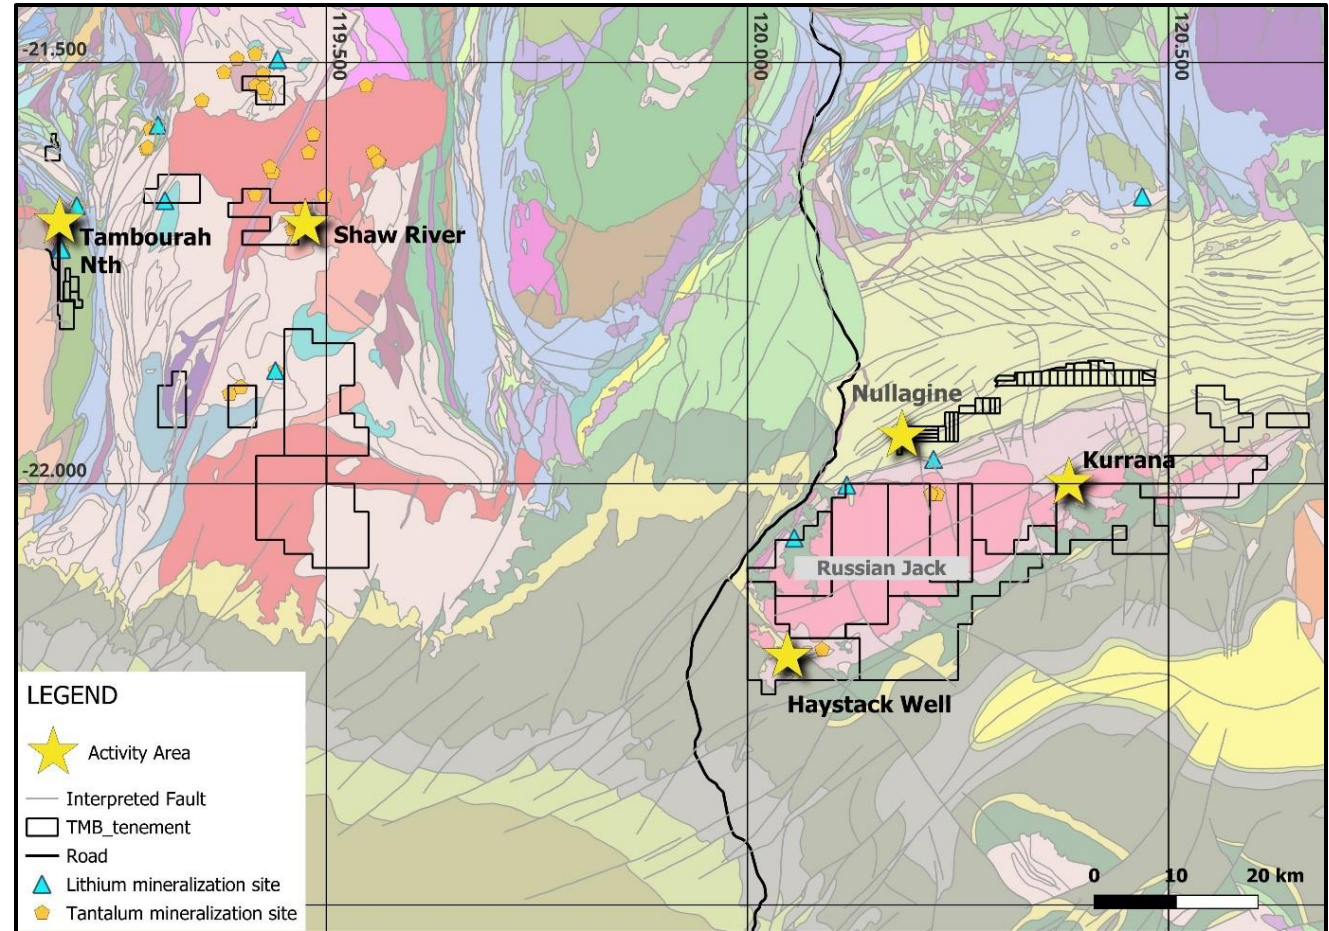 -21.500
119.500
120.000
120.500
Tambourah
Nth
Shaw River
Nullagine
-22.000
Kurrana
Russian Jack
Haystack Well
LEGEND
Activity Area
Interpreted Fault
TMB_tenement
Road
Lithium mineralization site
Tantalum mineralization site
0 10 20 km